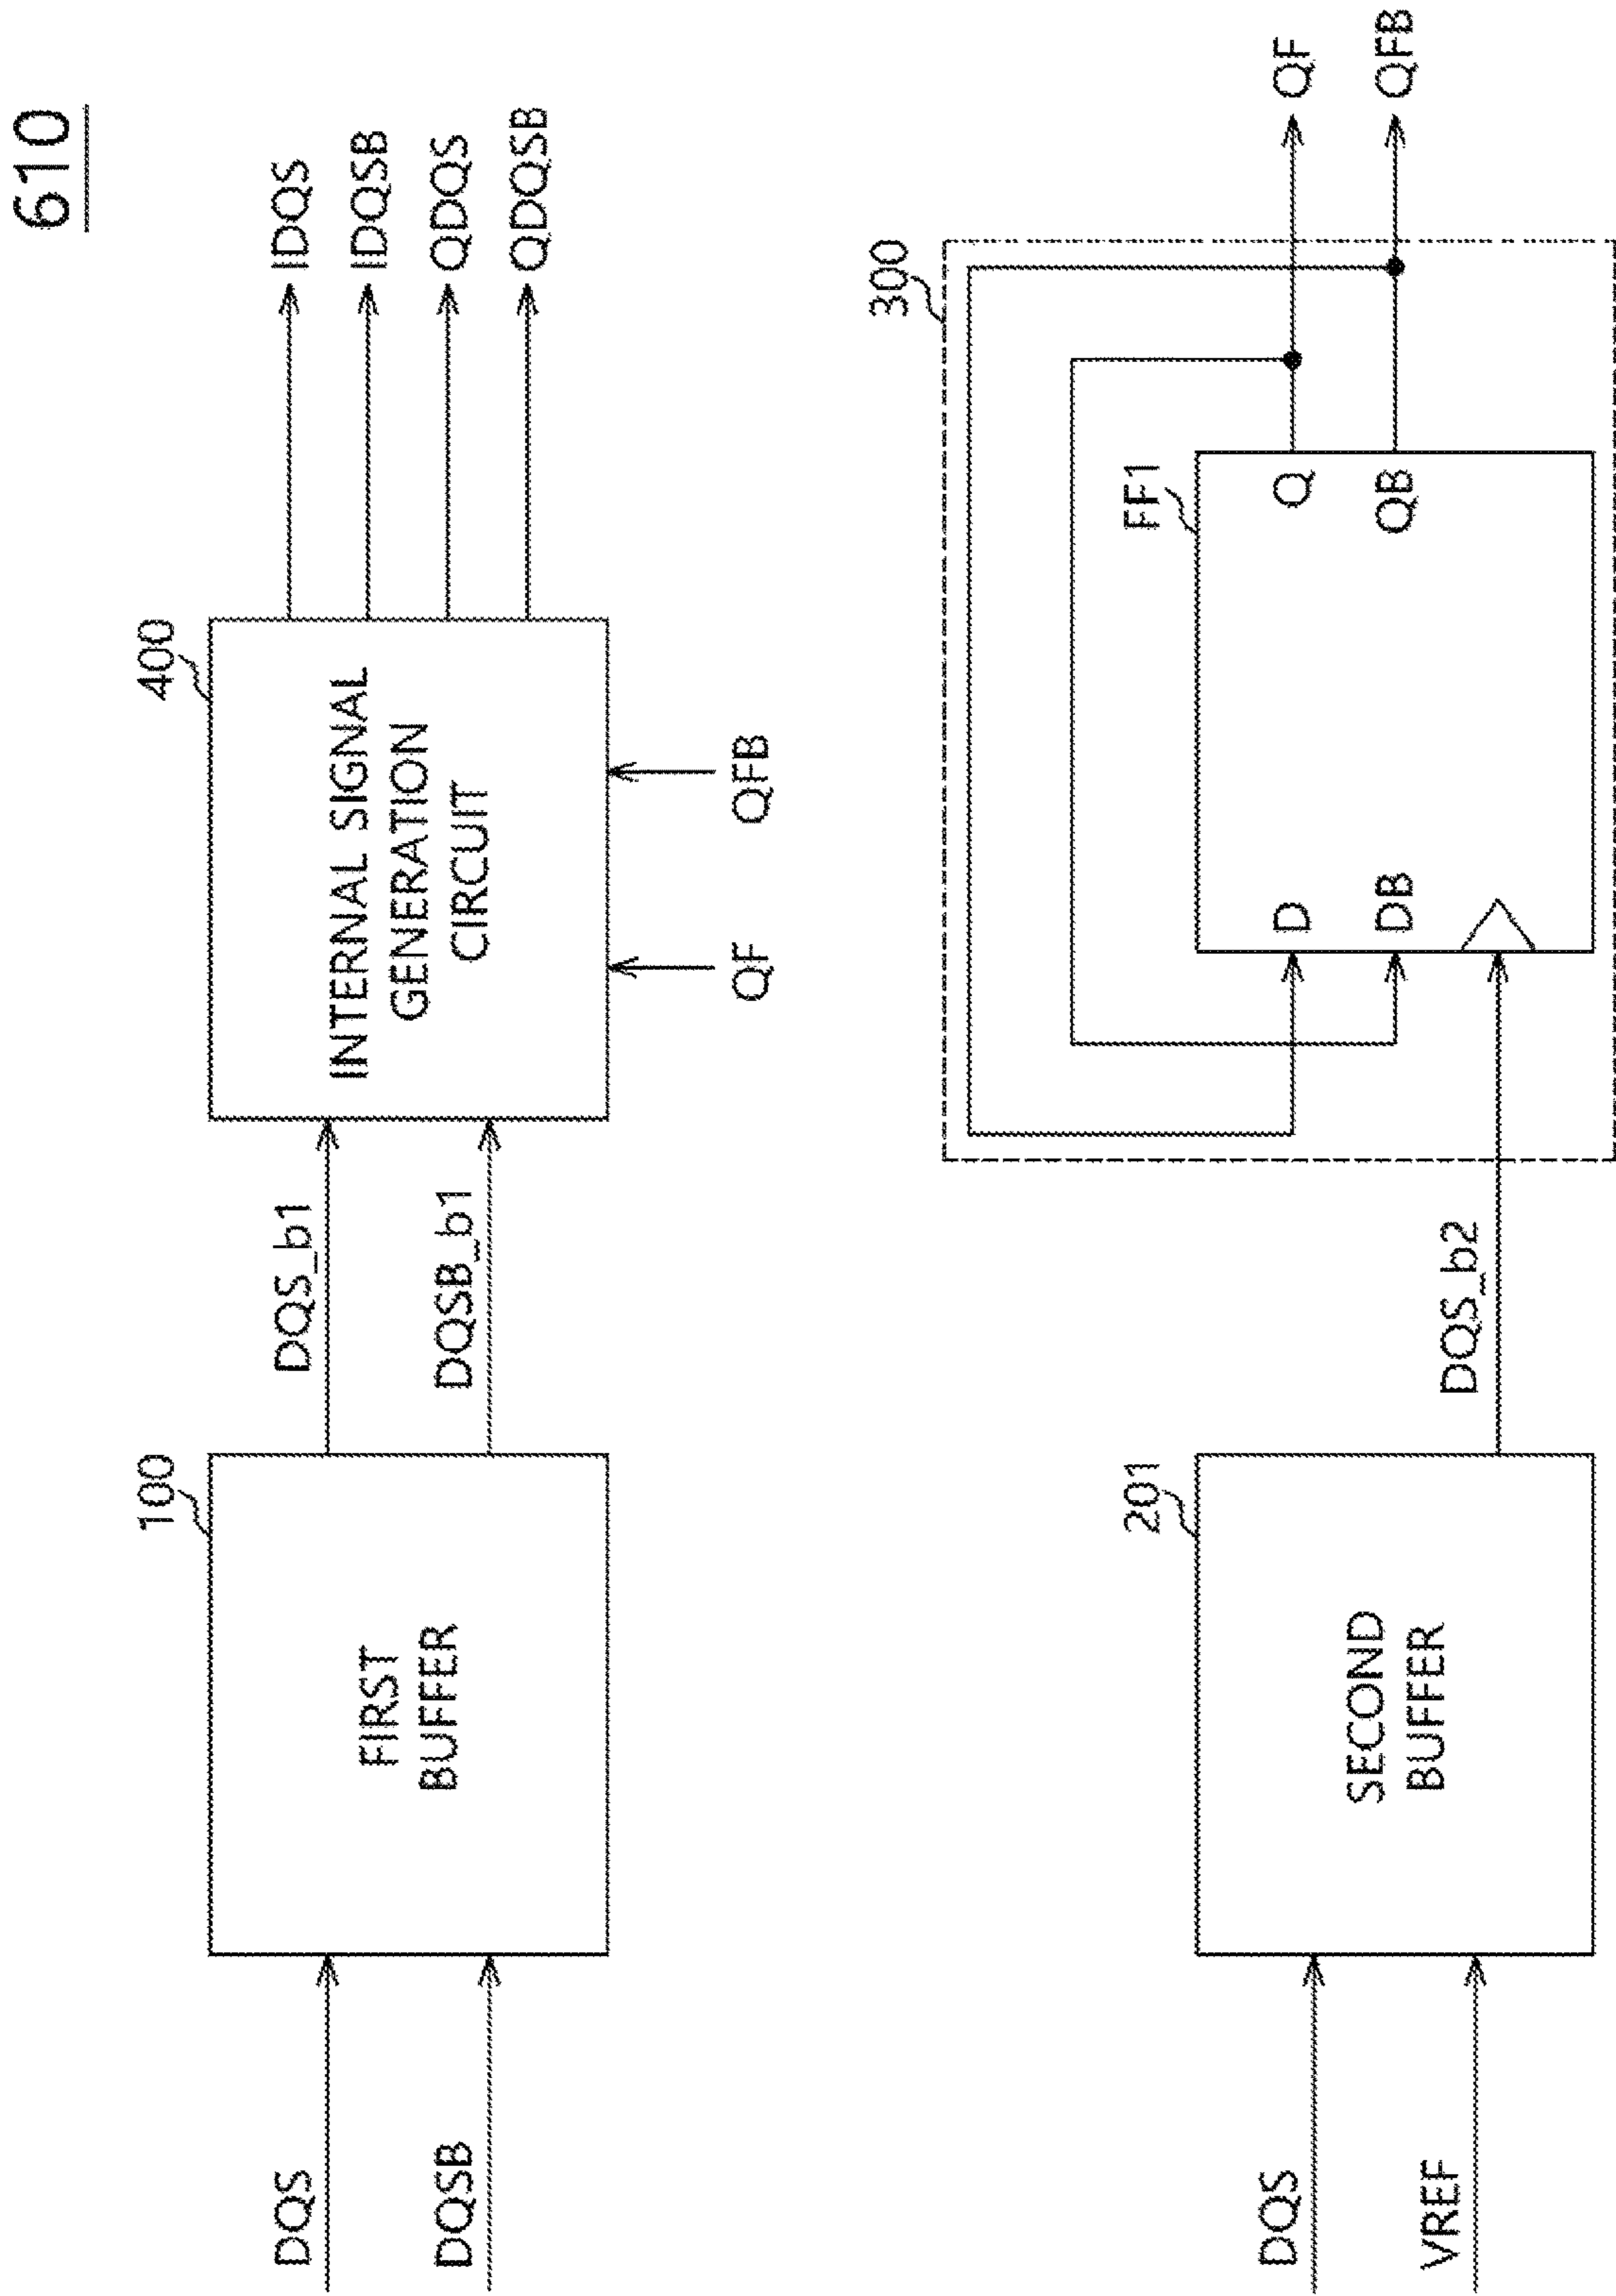 610
100
400
DQS
DQSB
FIRST
BUFFER
DQS_b1
DQSB_b1
INTERNAL SIGNAL
GENERATION
CIRCUIT
QF
QFB
IDQS
IDQSB
QDQS
QDQSB
201
300
FF1
DQS
VREF
SECOND
BUFFER
DQS_b2
D
DB
Q
QB
QF
QFB